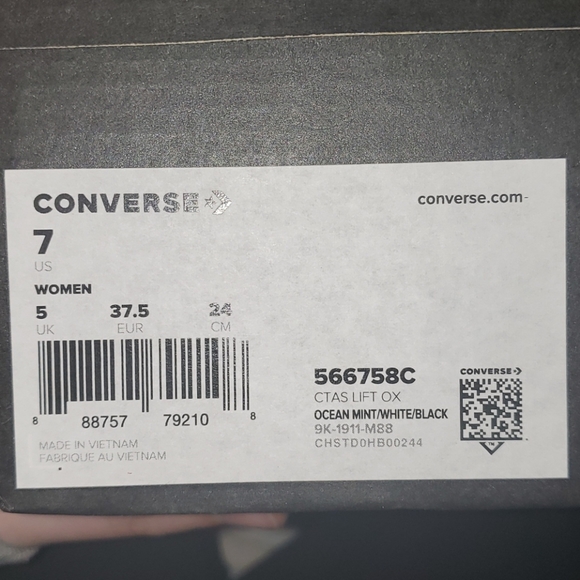 CONVERSE
converse.com
7
US
WOMEN
5 37.5 24
UK EUR CM
8 88757 79210 8
MADE IN VIETNAM
FABRIQUE AU VIETNAM
566758C
CTAS LIFT OX
OCEAN MINT/WHITE/BLACK
9K-1911-M88
CHSTD0HB00244
CONVERSE
TM